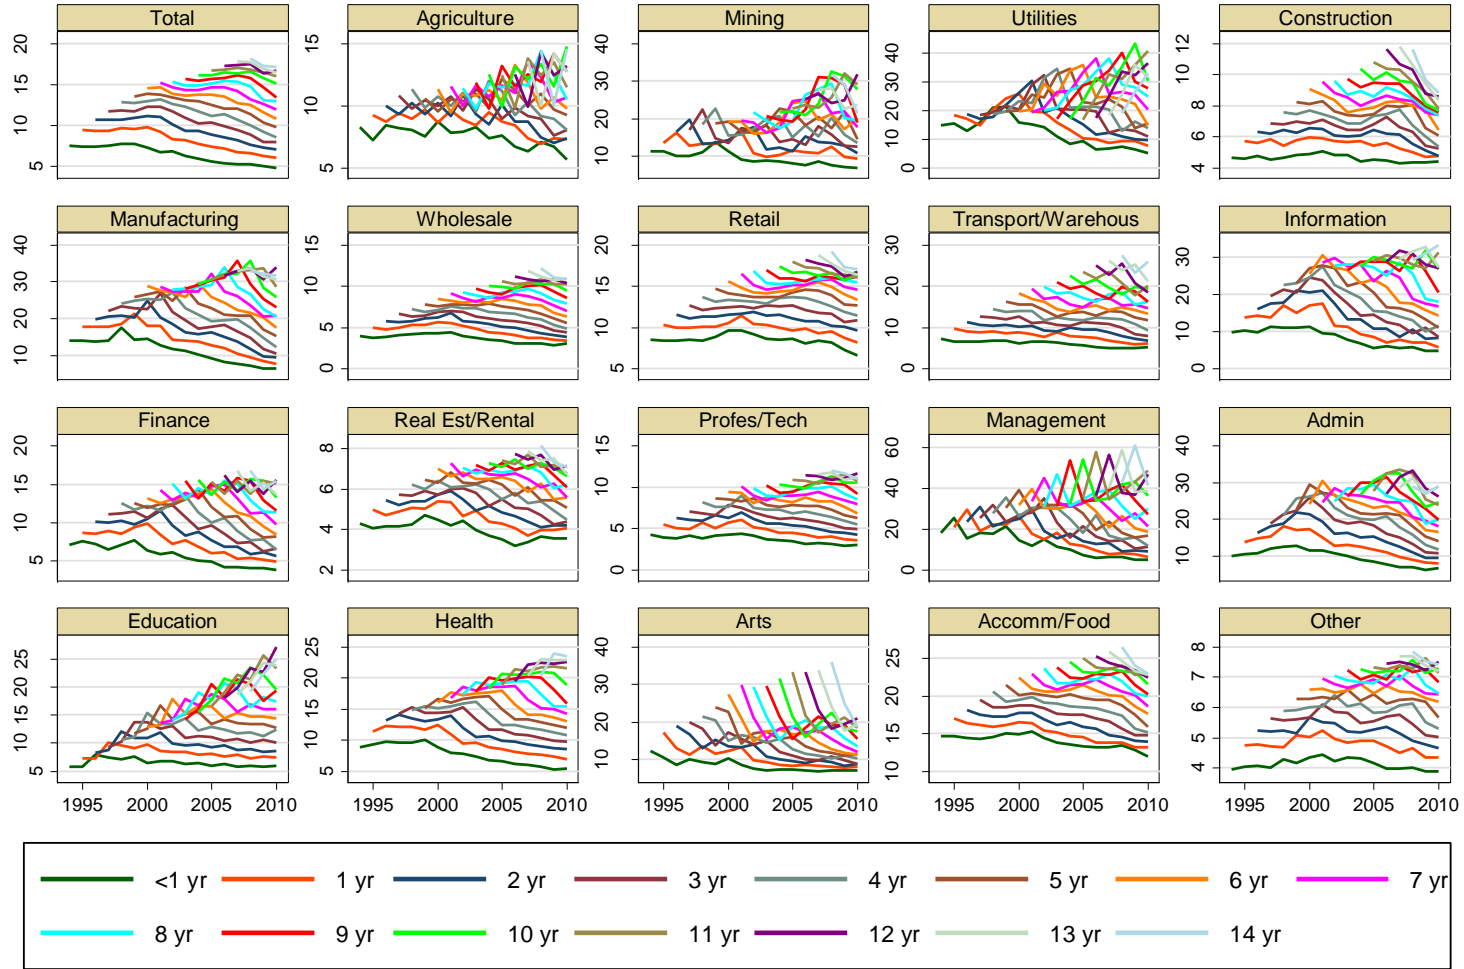 Total Agriculture Mining Utilities Construction
20 15 10 5
15 10 5
40 30 20 10
40 30 20 15 0
12 10 8 6 4
Manufacturing Wholesale Retail Transport/Warehous Information
40 30 20 10
15 10 5 0
20 15 10 5
30 20 10 0
30 20 10 0
Finance Real Est/Rental Profes/Tech Management Admin
20 15 10 5
8 6 4 2
15 10 5 0
60 40 20 0
40 30 20 10
Education Health Arts Accomm/Food Other
25 20 15 10 5
25 20 15 10 5
40 30 20 10
25 20 15 10
8 7 6 5 4
1995 2000 2005 2010 1995 2000 2005 2010 1995 2000 2005 2010 1995 2000 2005 2010 1995 2000 2005 2010
<1 yr 1 yr 2 yr 3 yr 4 yr 5 yr 6 yr 7 yr
8 yr 9 yr 10 yr 11 yr 12 yr 13 yr 14 yr